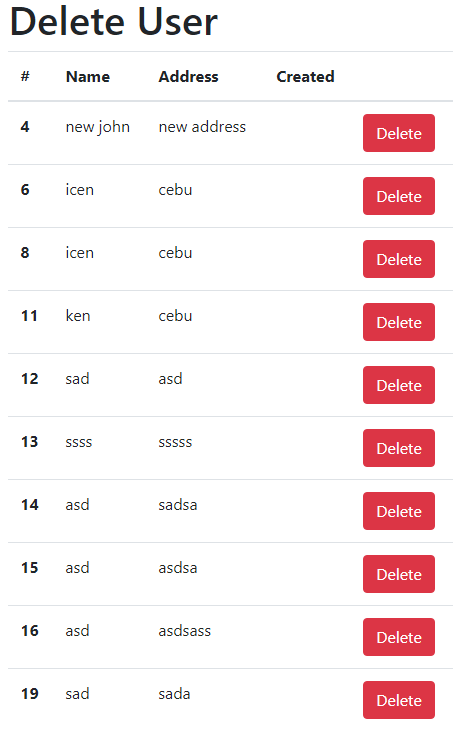 Delete User
# Name Address Created
4 new john new address Delete
6 icen cebu Delete
8 icen cebu Delete
11 ken cebu Delete
12 sad asd Delete
13 ssss sssss Delete
14 asd sadsa Delete
15 asd asdsa Delete
16 asd asdsass Delete
19 sad sada Delete